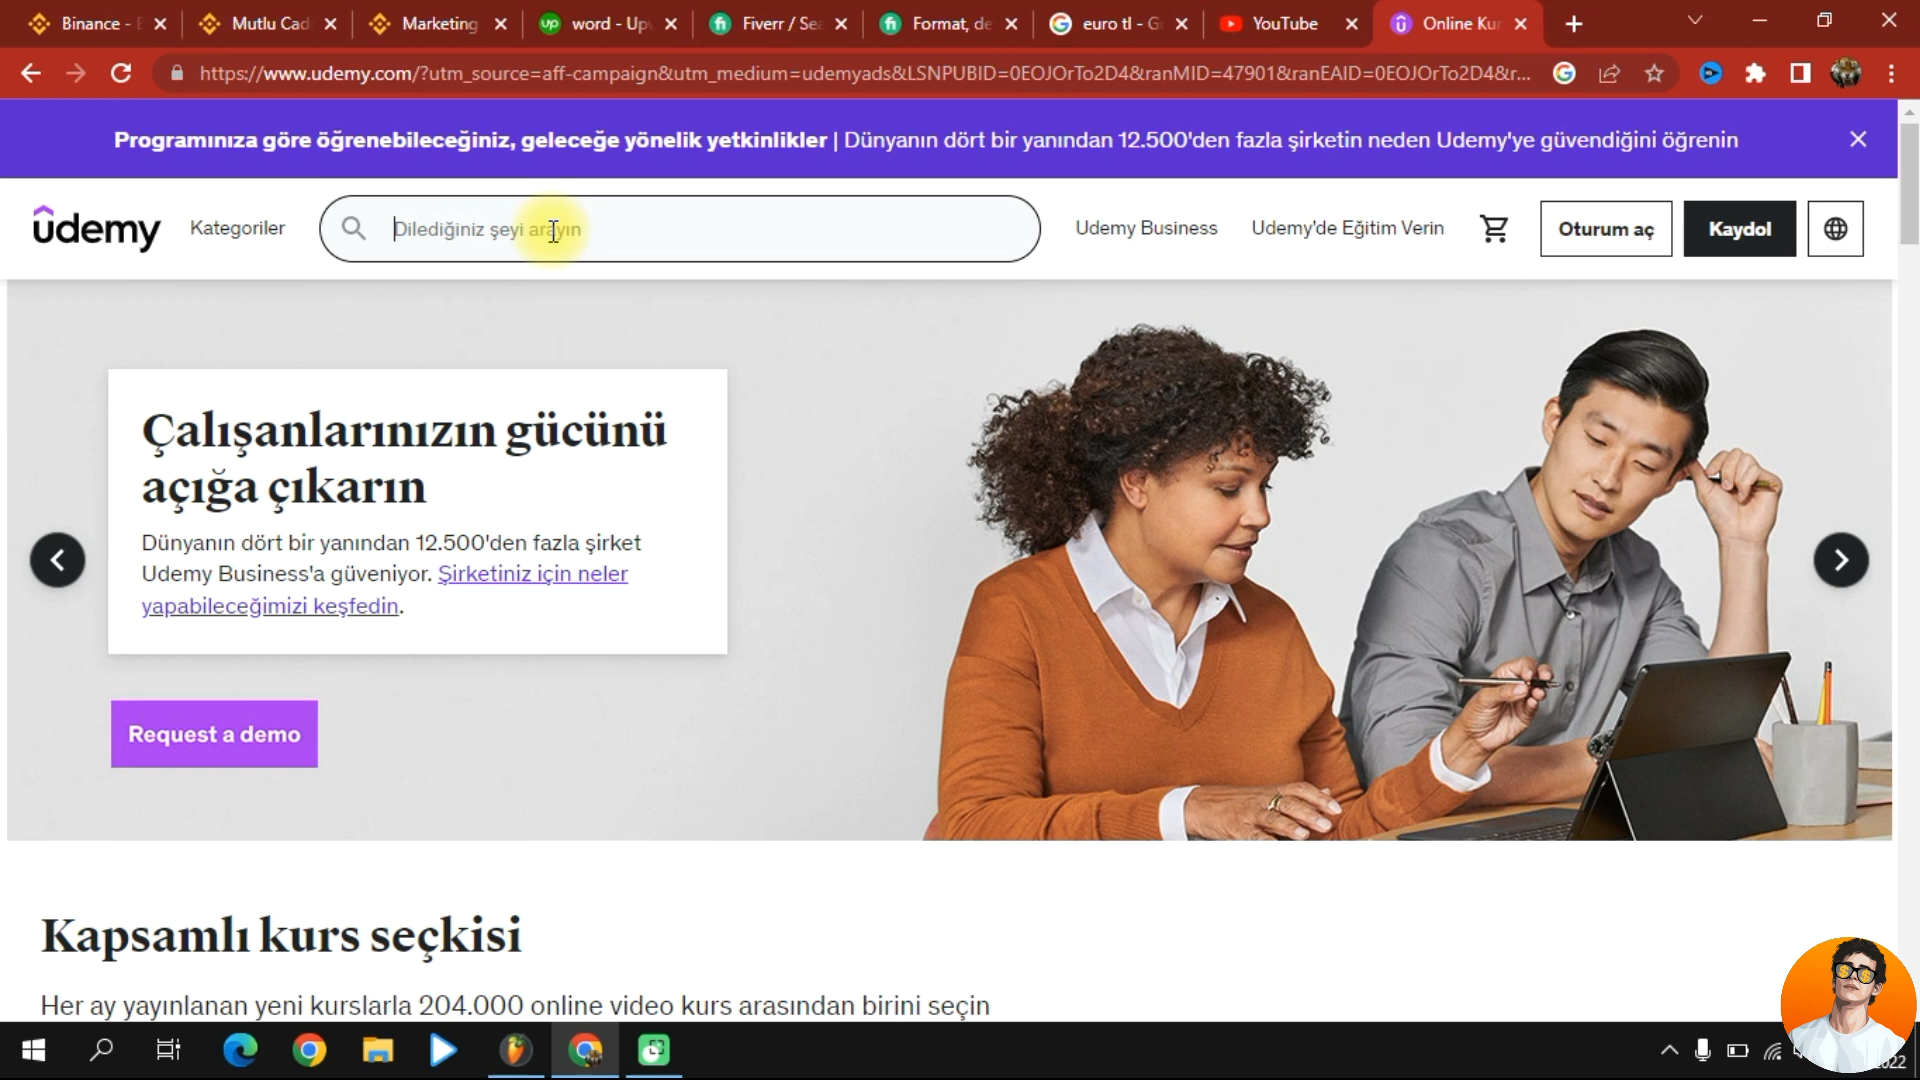 Binance - E
Mutlu Cad
Marketing
word - Upw
Fiverr / Sea
Format, de
euro tl - G
YouTube
Online Kur
https://www.udemy.com/?utm_source=aff-campaign&utm_medium=udemyads&LSNPUBID=0EOJOrTo2D4&ranMID=47901&ranEAID=0EOJOrTo2D4&r...
Programınıza göre öğrenebileceğiniz, geleceğe yönelik yetkinlikler | Dünyanın dört bir yanından 12.500'den fazla şirketin neden Udemy'ye güvendiğini öğrenin
udemy
Kategoriler
Dilediğiniz şeyi arayın
Udemy Business
Udemy'de Eğitim Verin
Oturum aç
Kaydol
Çalışanlarınızın gücünü
açığa çıkarın
Dünyanın dört bir yanından 12.500'den fazla şirket
Udemy Business'a güveniyor. Şirketiniz için neler
yapabileceğimizi keşfedin.
Request a demo
Kapsamlı kurs seçkisi
Her ay yayınlanan yeni kurslarla 204.000 online video kurs arasından birini seçin